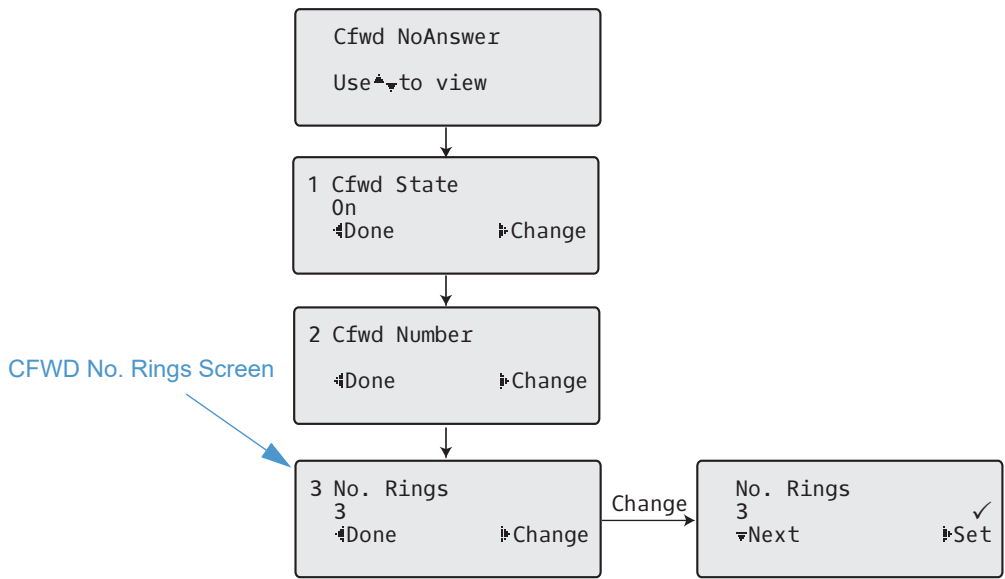 Cfwd NoAnswer
Use▲▼to view
1 Cfwd State
On
◀Done ▶Change
2 Cfwd Number
◀Done ▶Change
CFWD No. Rings Screen
3 No. Rings
3
◀Done ▶Change
Change
No. Rings
3 ✓
▼Next ▶Set